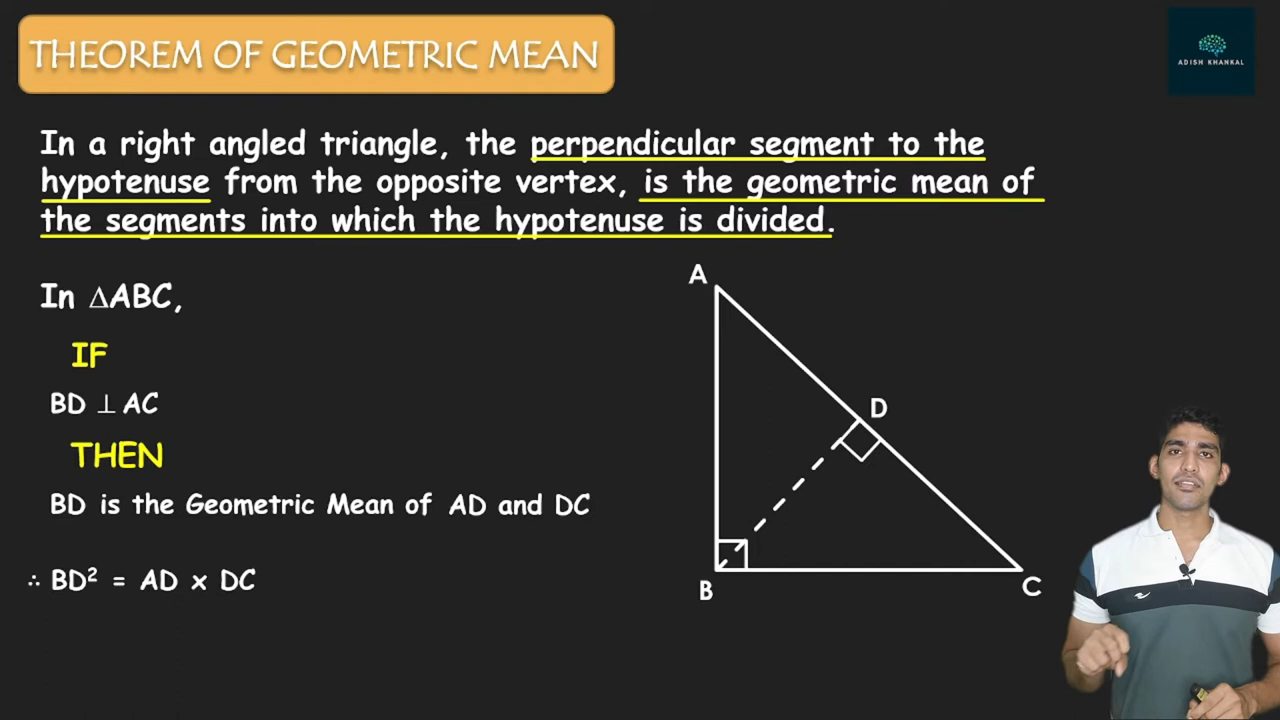 THEOREM OF GEOMETRIC MEAN
ADISH KHANKAL
In a right angled triangle, the perpendicular segment to the
hypotenuse from the opposite vertex, is the geometric mean of
the segments into which the hypotenuse is divided.
In ∆ABC,
IF
BD ⊥ AC
THEN
BD is the Geometric Mean of AD and DC
∴ BD² = AD x DC
A
D
B
C